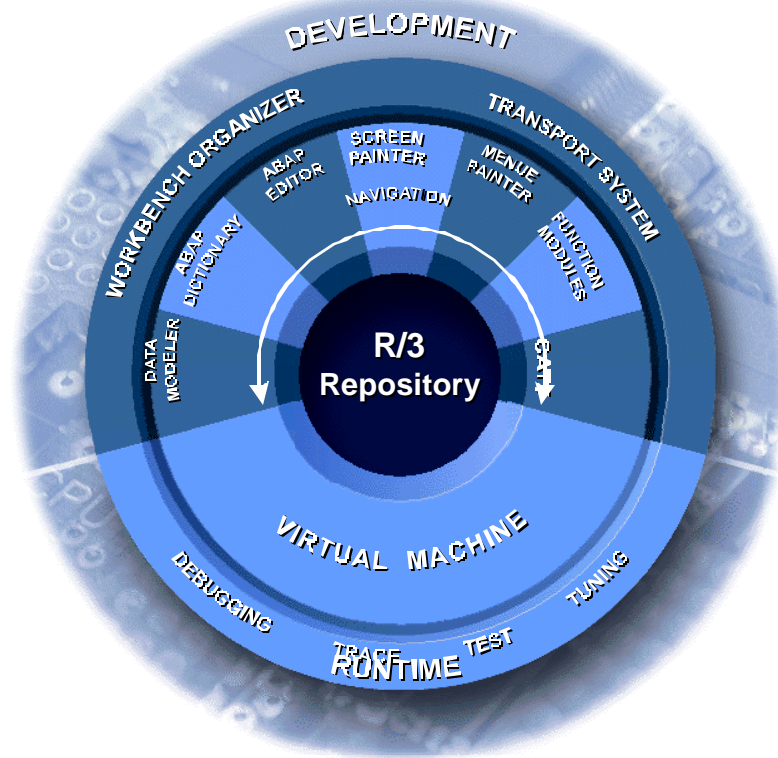 DEVELOPMENT
WORKBENCH ORGANIZER
TRANSPORT SYSTEM
DATA
MODELER
ABAP
DICTIONARY
ABAP
EDITOR
SCREEN
PAINTER
MENUE
PAINTER
FUNCTION
MODULES
NAVIGATION
R/3
Repository
VIRTUAL MACHINE
DEBUGGING
TRACE
TEST
TUNING
RUNTIME
CPU